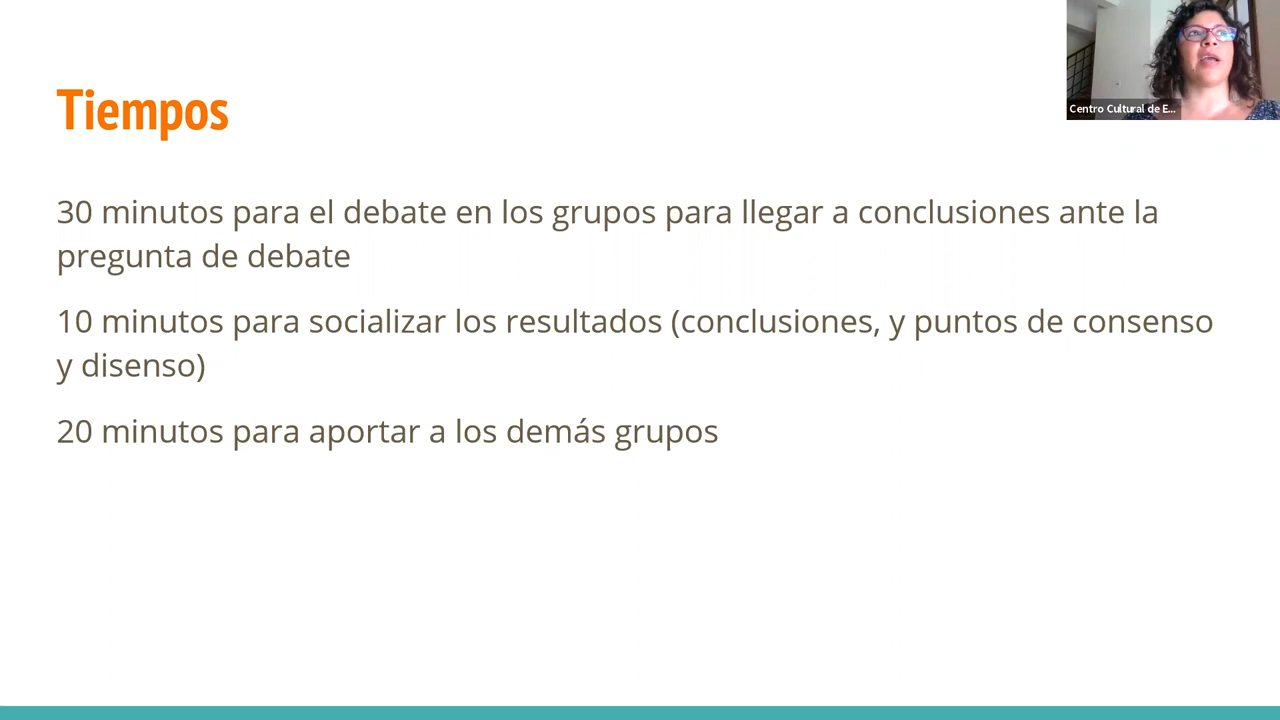 Tiempos
Centro Cultural de E...
30 minutos para el debate en los grupos para llegar a conclusiones ante la
pregunta de debate
10 minutos para socializar los resultados (conclusiones, y puntos de consenso
y disenso)
20 minutos para aportar a los demás grupos